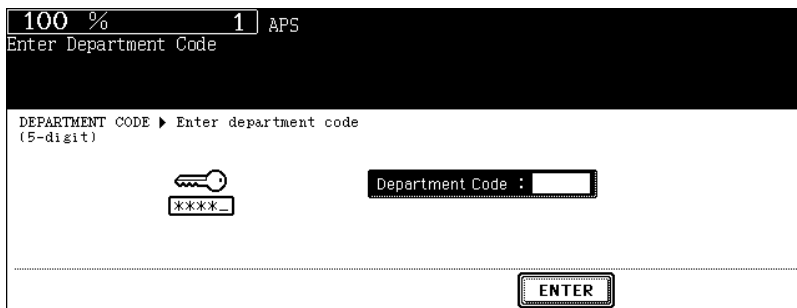 100 % 1 APS
Enter Department Code
DEPARTMENT CODE ▶ Enter department code
(5-digit)
****_
Department Code :
ENTER